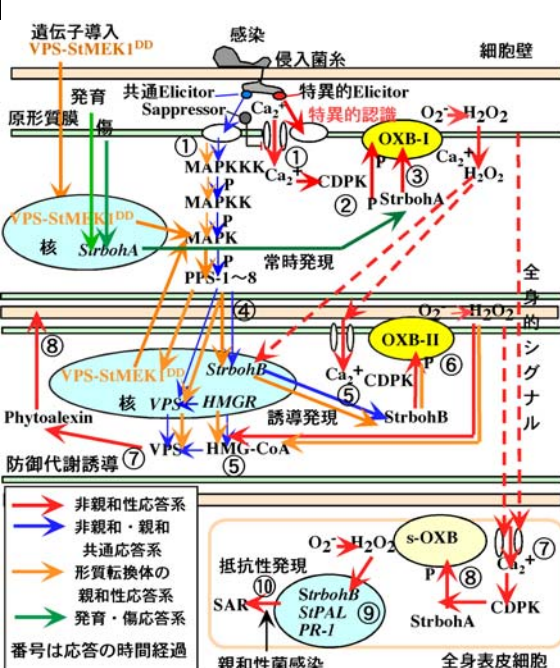 遺伝子導入
VPS-StMEK1DD
感染
侵入菌糸
細胞壁
発育
共通Elicitor
特異的Elicitor
Sappressor
Ca2+
特異的認識
O2- H2O2
原形質膜
傷
OXB-I
①
MAPKKK
①
P
Ca2+
Ca2+
CDPK
③
H2O2
P
MAPKK
②
P
StrbohA
P
VPS-StMEK1DD
MAPK
核
StrbohA
常時発現
P
PPS-1～8
全身的シグナル
④
O2- H2O2
⑧
OXB-II
StrbohB
P
⑥
VPS-StMEK1DD
Ca2+
CDPK
⑤
核
VPS
HMGR
StrbohB
Phytoalexin
誘導発現
⑦
VPS
HMG-CoA
⑤
防御代謝誘導
非親和性応答系
非親和・親和
共通応答系
形質転換体の
親和性応答系
発育・傷応答系
番号は応答の時間経過
O2- H2O2
s-OXB
⑦
Ca2+
抵抗性発現
P
⑧
⑩
SAR
StrbohB
StPAL
PR-1
⑨
CDPK
StrbohA
親和性菌感染
全身表皮細胞